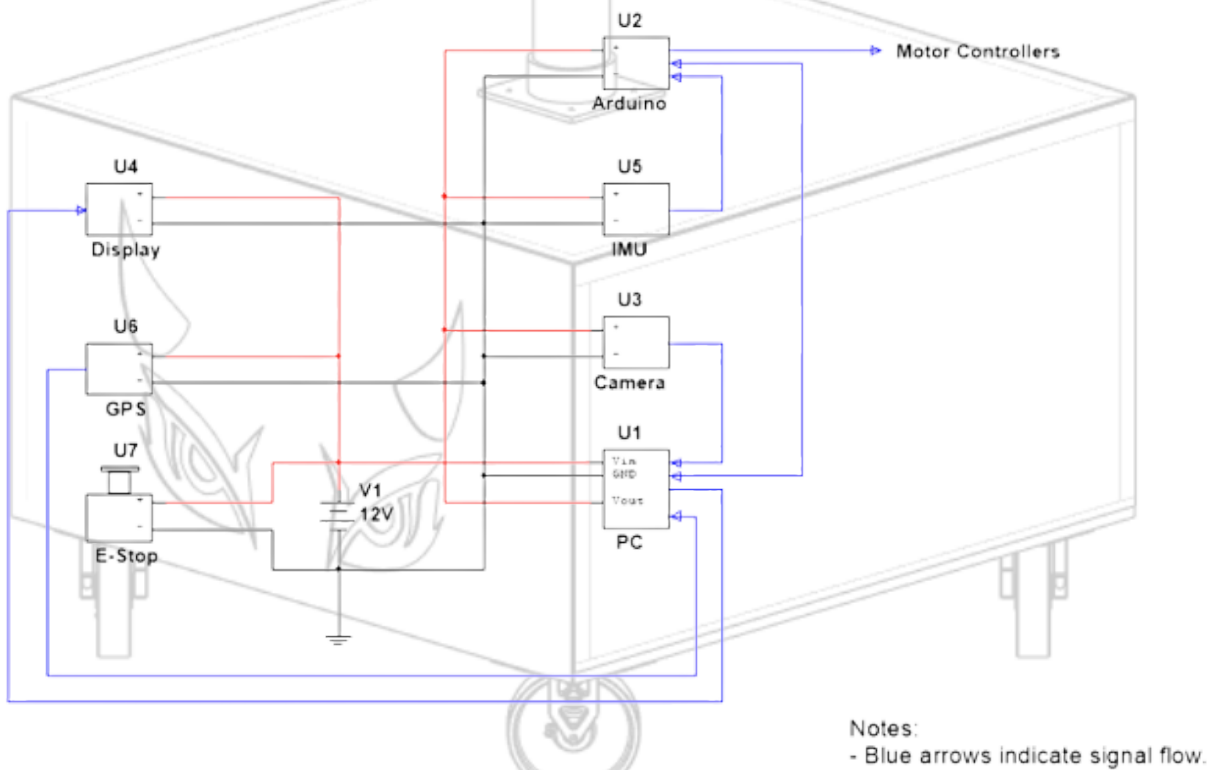 U2
+
-
Arduino
Motor Controllers
U4
+
-
Display
U5
+
-
IMU
U6
+
-
GPS
U3
+
-
Camera
U7
+
-
E-Stop
V1
12V
U1
Vin
GND
Vout
PC
Notes:
- Blue arrows indicate signal flow.